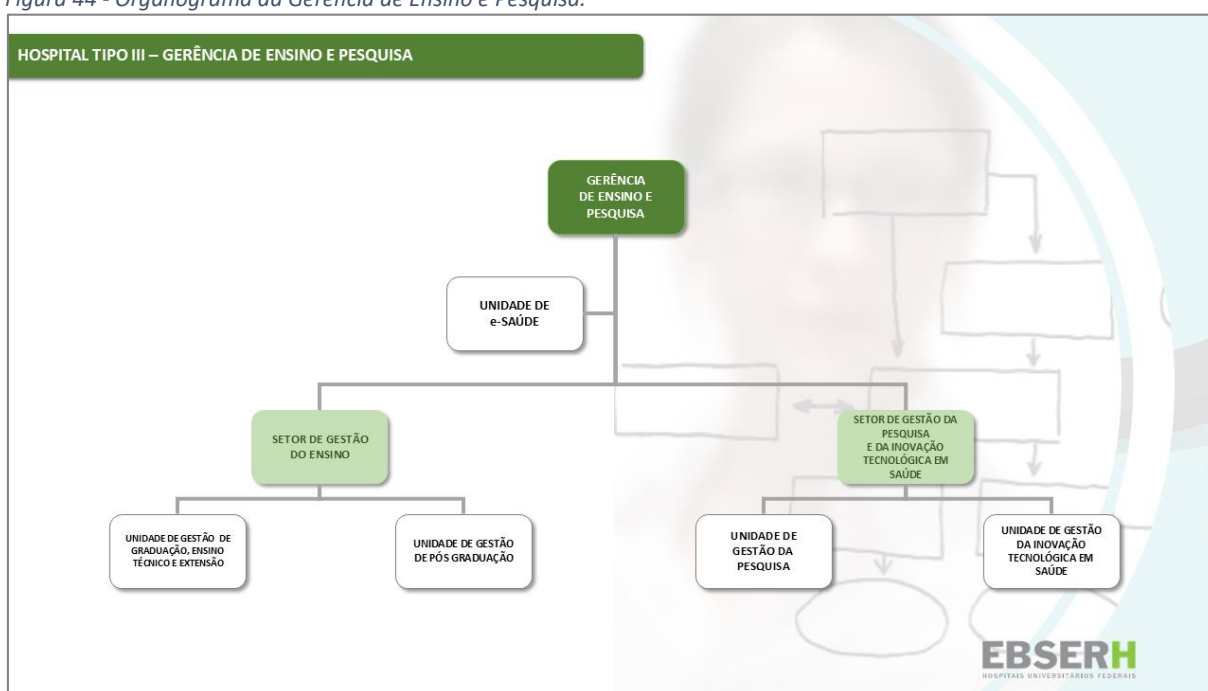 Figura 44 - Organograma da Gerência de Ensino e Pesquisa.
HOSPITAL TIPO III – GERÊNCIA DE ENSINO E PESQUISA
GERÊNCIA
DE ENSINO E
PESQUISA
UNIDADE DE
e-SAÚDE
SETOR DE GESTÃO
DO ENSINO
SETOR DE GESTÃO DA
PESQUISA
E DA INOVAÇÃO
TECNOLÓGICA EM
SAÚDE
UNIDADE DE GESTÃO DE
GRADUAÇÃO, ENSINO
TÉCNICO E EXTENSÃO
UNIDADE DE GESTÃO
DE PÓS GRADUAÇÃO
UNIDADE DE
GESTÃO DA
PESQUISA
UNIDADE DE GESTÃO
DA INOVAÇÃO
TECNOLÓGICA EM
SAÚDE
EBSERH
HOSPITAIS UNIVERSITÁRIOS FEDERAIS